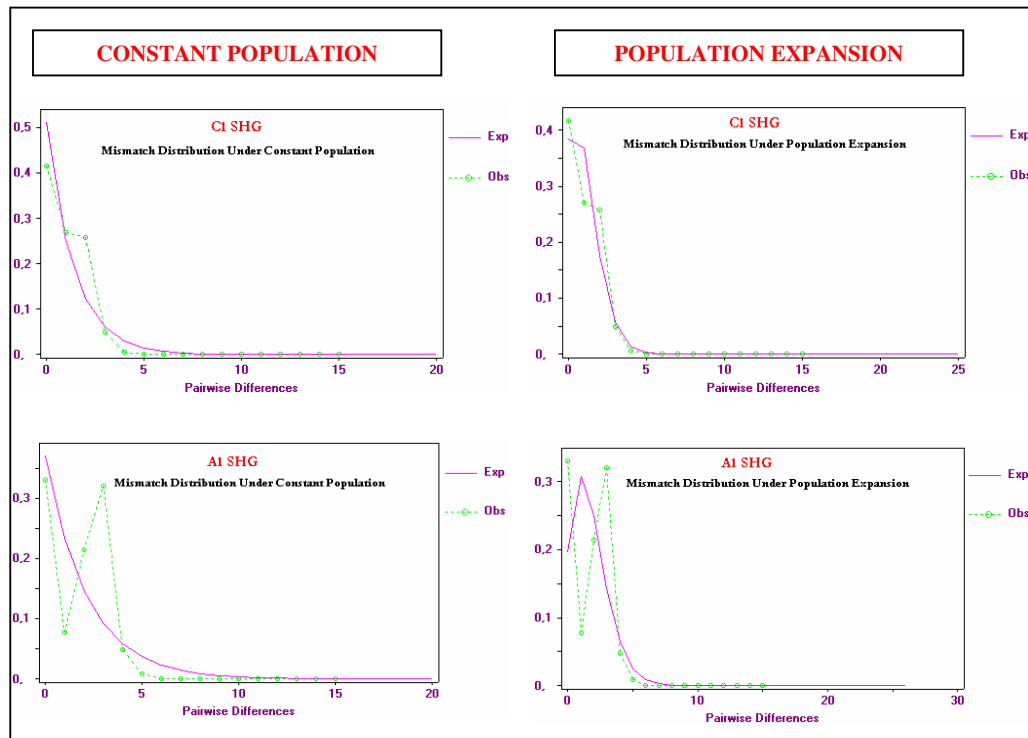 CONSTANT POPULATION
POPULATION EXPANSION
C1 SHG
Mismatch Distribution Under Constant Population
Exp
Obs
0,5
0,4
0,3
0,2
0,1
0,
0
5
10
15
20
Pairwise Differences
C1 SHG
Mismatch Distribution Under Population Expansion
Exp
Obs
0,4
0,3
0,2
0,1
0,
0
5
10
15
20
25
Pairwise Differences
A1 SHG
Mismatch Distribution Under Constant Population
Exp
Obs
0,3
0,2
0,1
0,
0
5
10
15
20
Pairwise Differences
A1 SHG
Mismatch Distribution Under Population Expansion
Exp
Obs
0,3
0,2
0,1
0,
0
10
20
30
Pairwise Differences